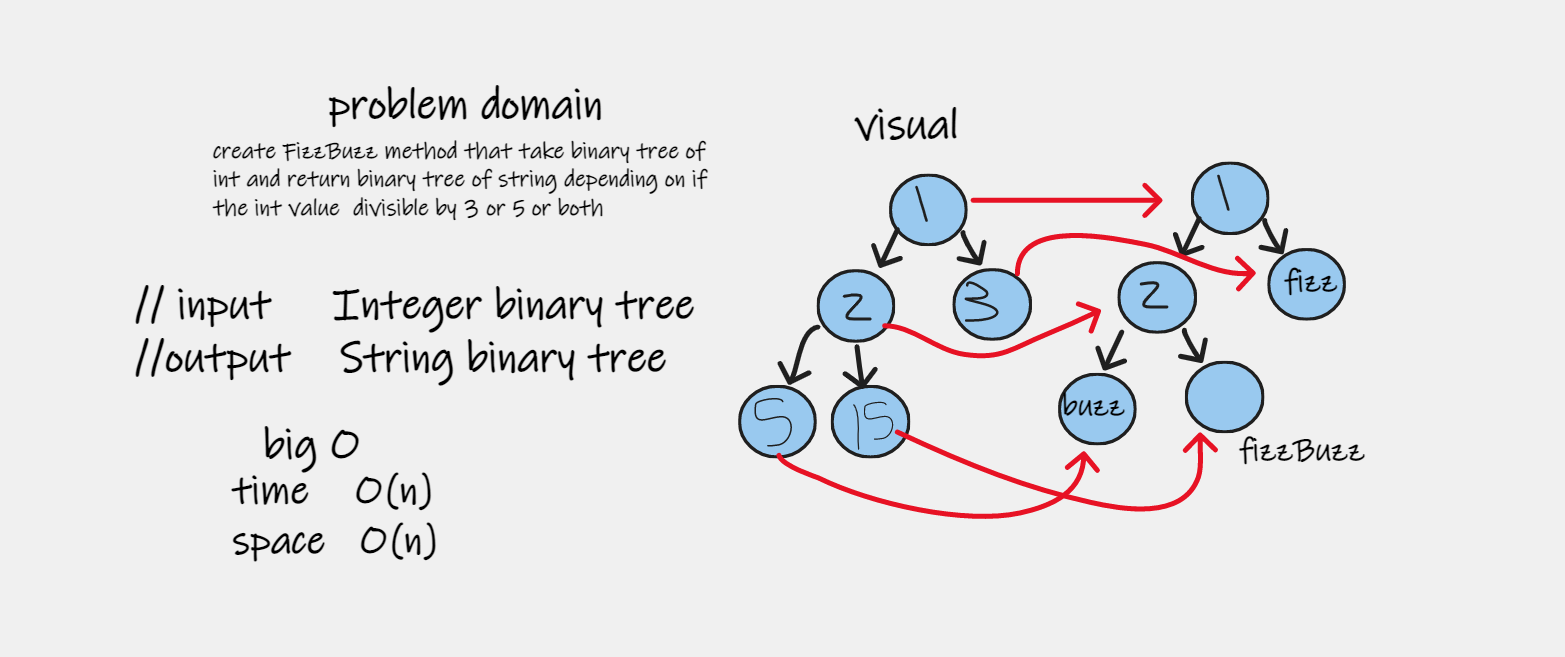 problem domain
create FizzBuzz method that take binary tree of
int and return binary tree of string depending on if
the int value divisible by 3 or 5 or both
// input Integer binary tree
//output String binary tree
big O
time O(n)
space O(n)
visual
1
2
3
5
15
1
2
fizz
buzz
fizzBuzz